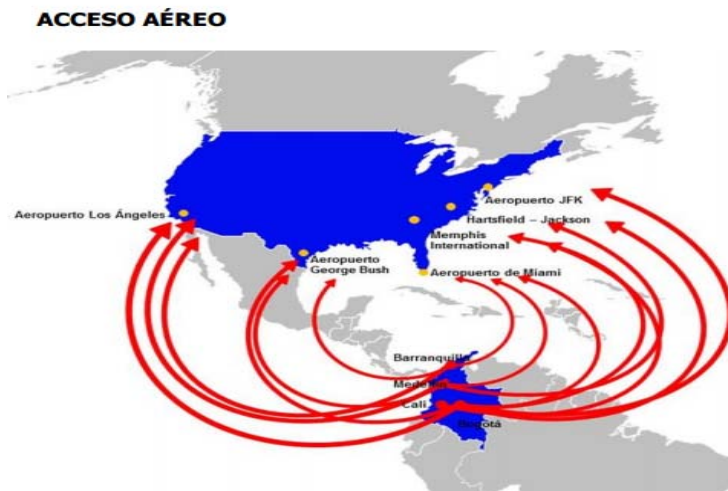 ACCESO AÉREO
Aeropuerto JFK
Aeropuerto Los Ángeles
Hartsfield – Jackson
Memphis
International
Aeropuerto
George Bush
Aeropuerto de Miami
Barranquilla
Medellín
Cali
Bogotá